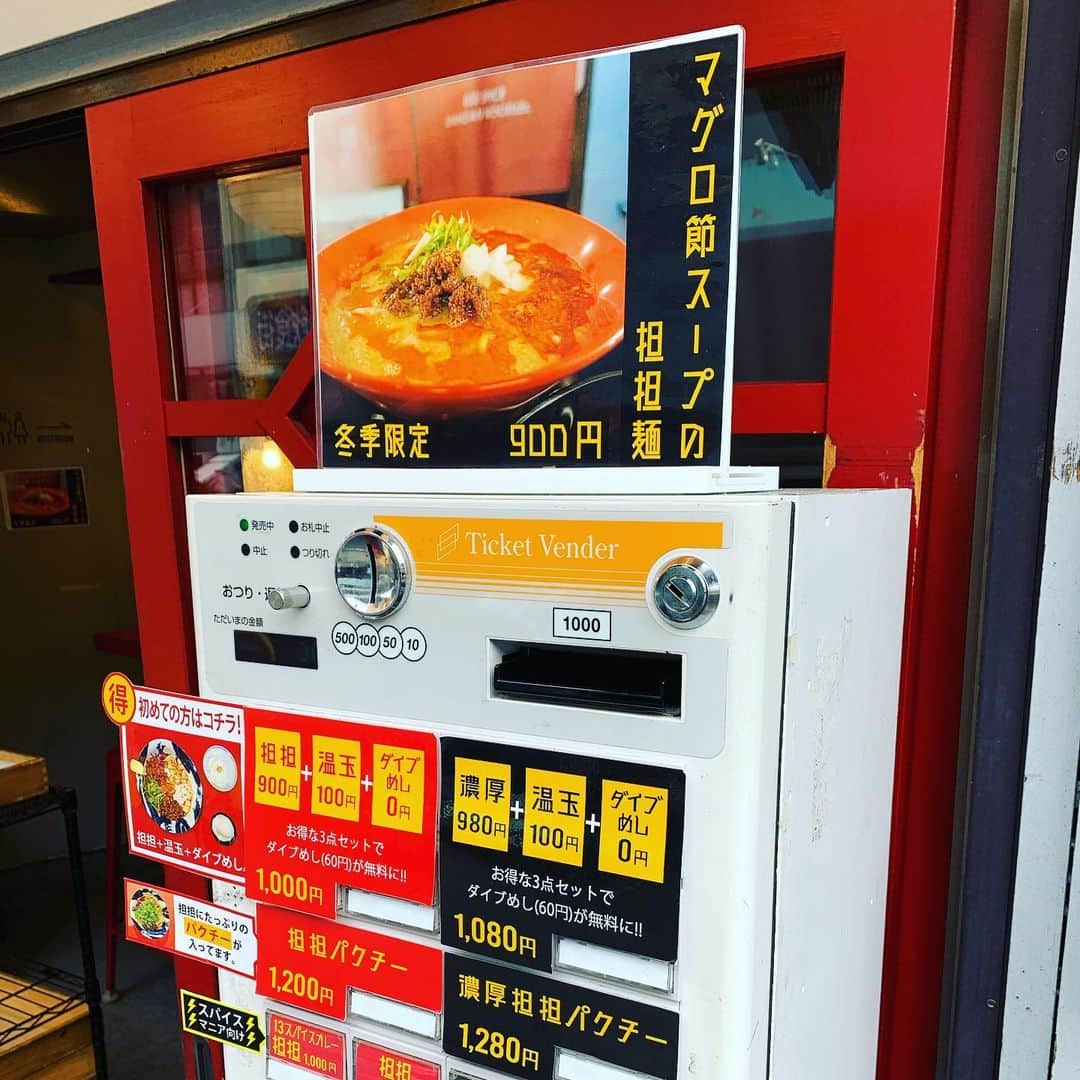 マグロ節スープの
担担麺
冬季限定 900円
発売中 お札中止
中止 つり切れ
Ticket Vender
おつり・
ただいまの金額
500 100 50 10
1000
得
初めての方はコチラ!
担担+温玉+ダイブめし
担担 900円 + 温玉 100円 + ダイブめし 0円
お得な3点セットで
ダイブめし(60円)が無料に!!
1,000円
濃厚 980円 + 温玉 100円 + ダイブめし 0円
お得な3点セットで
ダイブめし(60円)が無料に!!
1,080円
担担にたっぷりの
パクチーが
入ってます。
担担パクチー
1,200円
濃厚担担パクチー
1,280円
スパイス
マニア向け
13スパイスオレー
担担 1,000円
担担